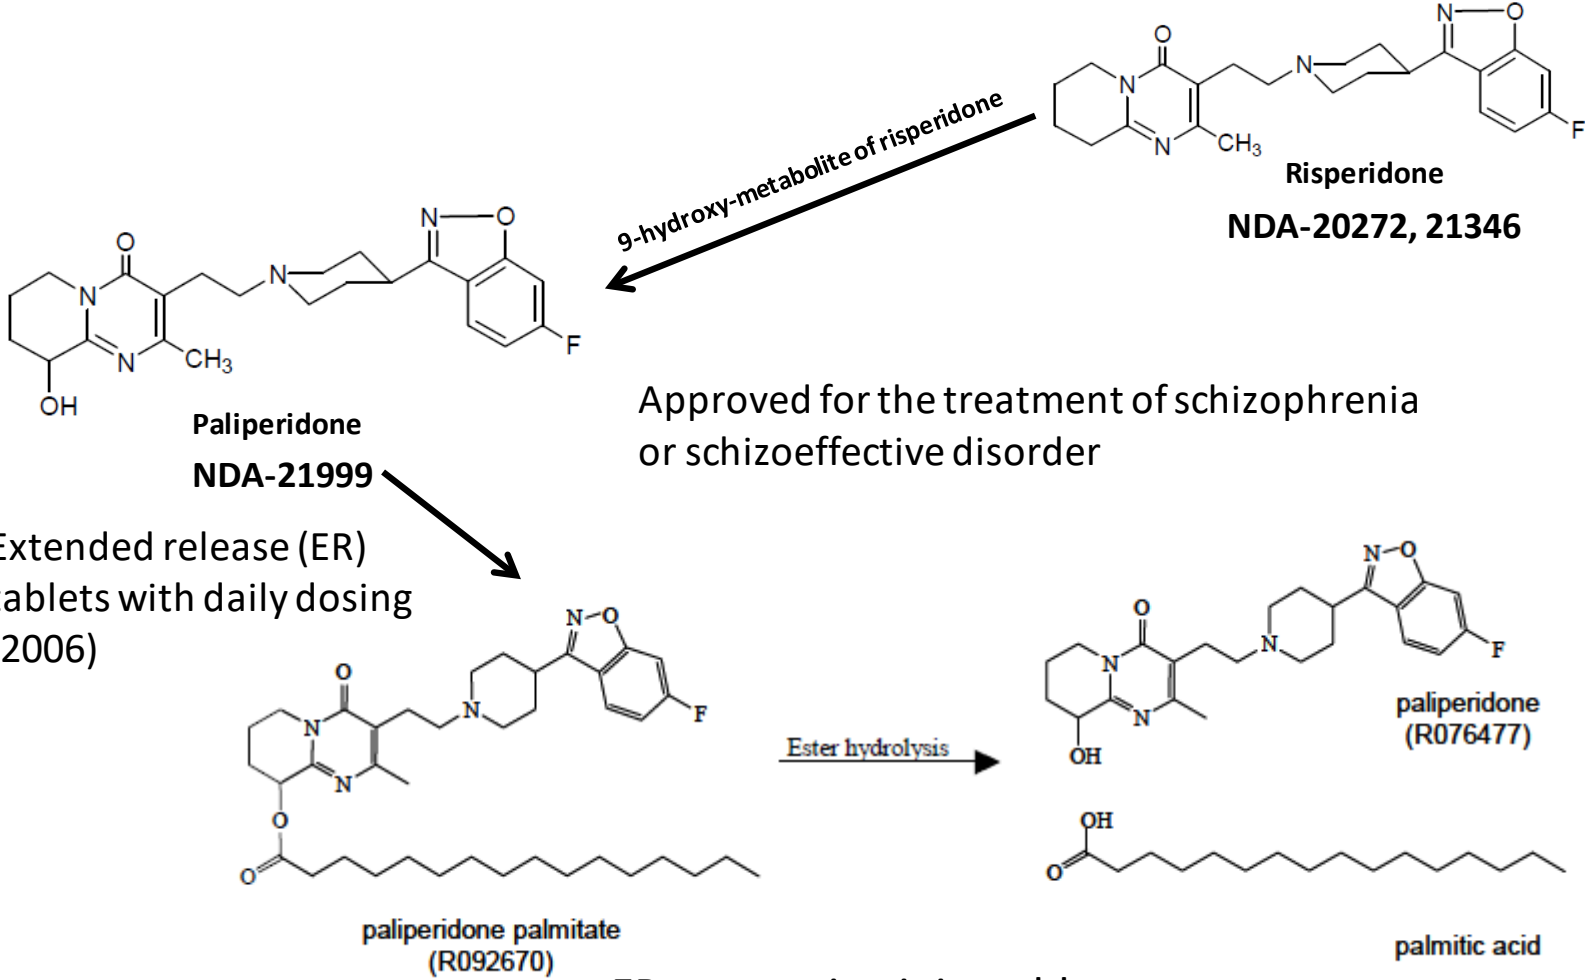 N O
O
N N
N CH3 F
9-hydroxy-metabolite of risperidone
Risperidone
NDA-20272, 21346
N O
O
N N
N CH3 F
OH
Paliperidone
NDA-21999
Approved for the treatment of schizophrenia
or schizoeffective disorder
Extended release (ER)
tablets with daily dosing
2006)
N O
O
N N
N F
O
O
paliperidone palmitate
(R092670)
Ester hydrolysis
N O
O
N N
N F
OH
paliperidone
(R076477)
OH
O
palmitic acid